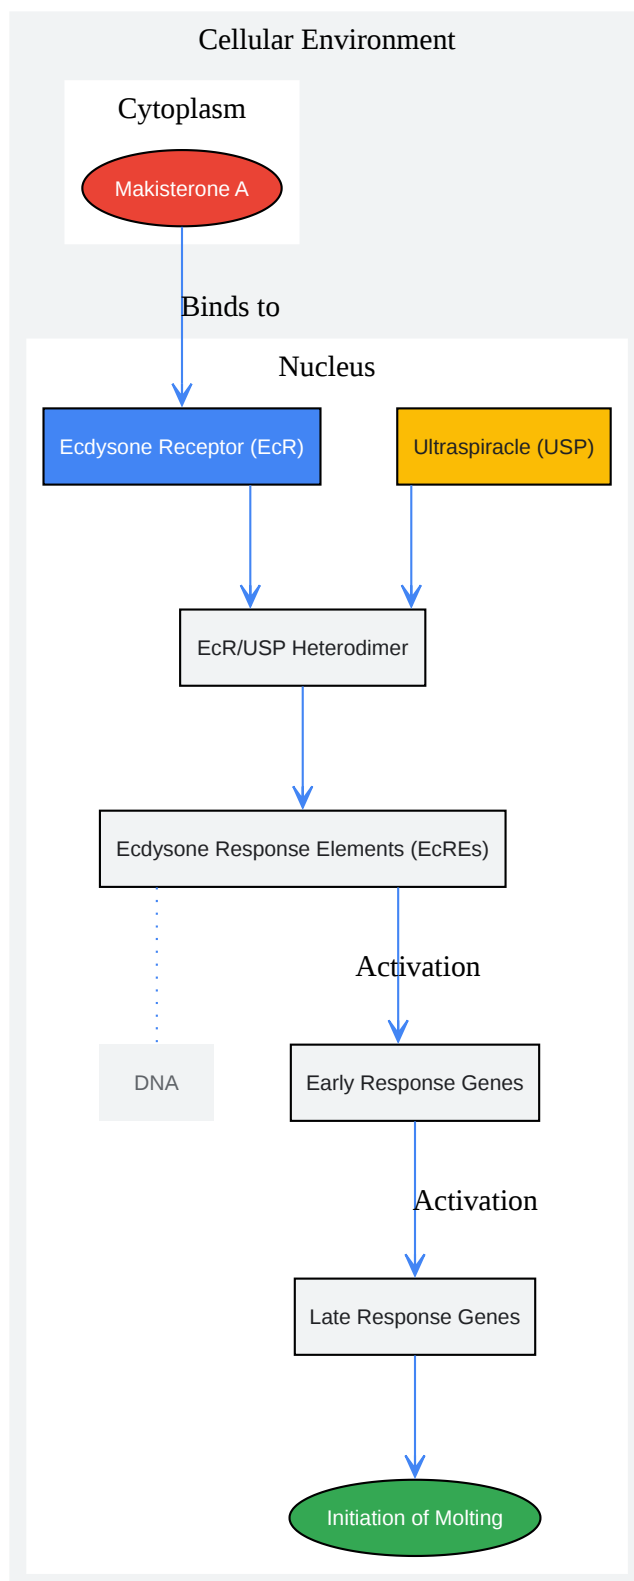 Cellular Environment
Cytoplasm
Makisterone A
Binds to
Nucleus
Ecdysone Receptor (EcR)
Ultraspiracle (USP)
EcR/USP Heterodimer
Ecdysone Response Elements (EcREs)
Activation
DNA
Early Response Genes
Activation
Late Response Genes
Initiation of Molting